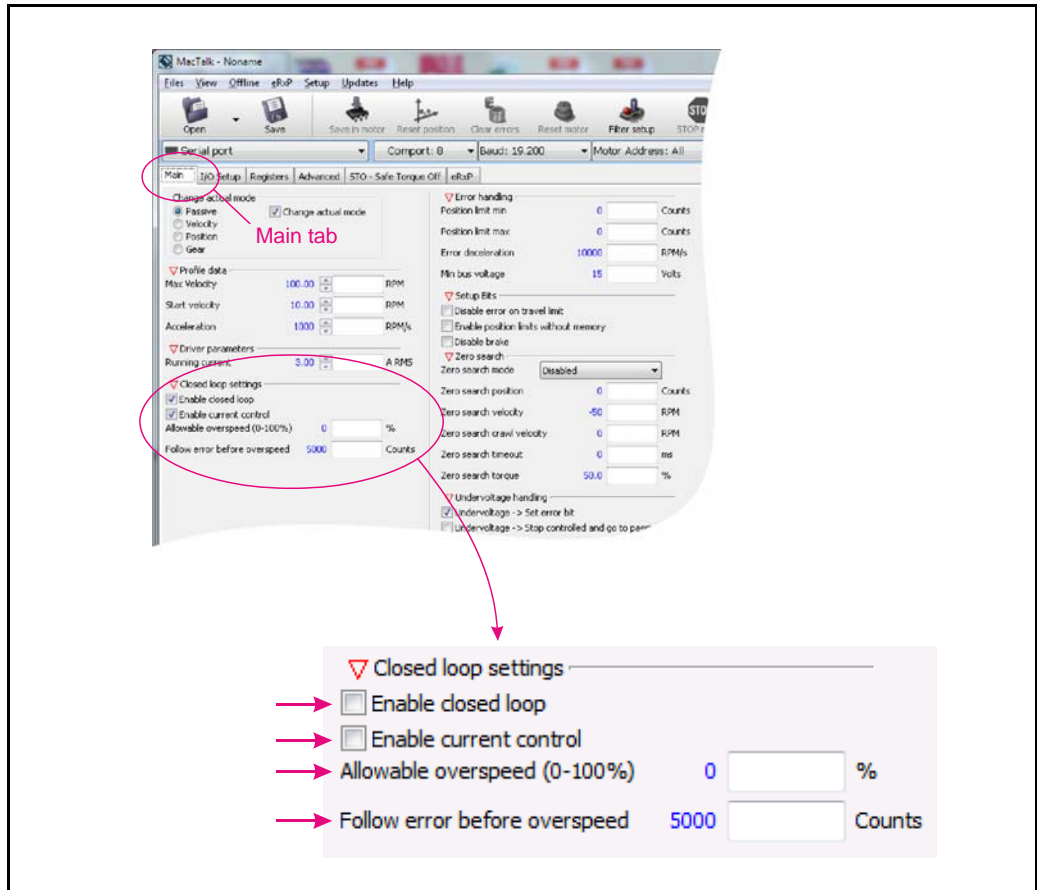 MacTalk - Noname
Files View Offline eRxP Setup Updates Help
Open Save Save in motor Reset position Clear errors Reset motor Filter setup STOP
STO
Serial port Comport: 8 Baud: 19.200 Motor Address: All
Main I/O Setup Registers Advanced STO - Safe Torque Off eRxP
Change actual mode
Passive Change actual mode
Velocity
Position
Gear
Main tab
Profile data
Max Velocity 100.00 RPM
Start velocity 10.00 RPM
Acceleration 1000 RPM/s
Driver parameters
Running current 3.00 A RMS
Closed loop settings
Enable closed loop
Enable current control
Allowable overspeed (0-100%) 0 %
Follow error before overspeed 5000 Counts
Error handling
Position limit min 0 Counts
Position limit max 0 Counts
Error deceleration 10000 RPM/s
Min bus voltage 15 Volts
Setup Bits
Disable error on travel limit
Enable position limits without memory
Disable brake
Zero search
Zero search mode Disabled
Zero search position 0 Counts
Zero search velocity -50 RPM
Zero search crawl velocity 0 RPM
Zero search timeout 0 ms
Zero search torque 50.0 %
Undervoltage handling
Undervoltage -> Set error bit
Undervoltage -> Stop controlled and go to
Closed loop settings
Enable closed loop
Enable current control
Allowable overspeed (0-100%) 0 %
Follow error before overspeed 5000 Counts